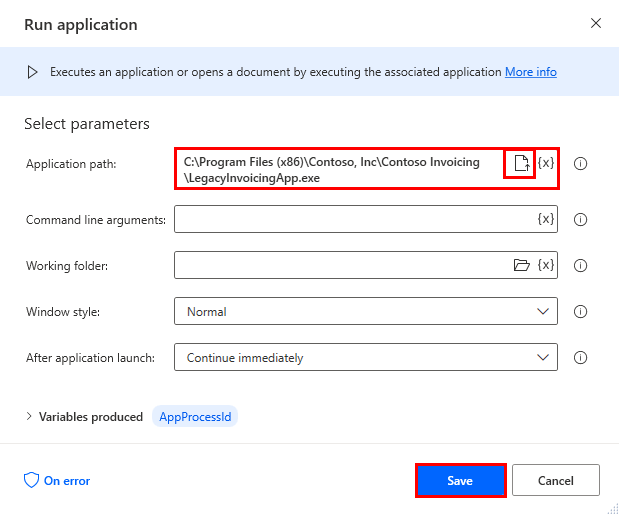 Run application
Executes an application or opens a document by executing the associated application More info
Select parameters
Application path:
C:\Program Files (x86)\Contoso, Inc\Contoso Invoicing
\LegacyInvoicingApp.exe
{x}
Command line arguments:
{x}
Working folder:
{x}
Window style:
Normal
After application launch:
Continue immediately
Variables produced AppProcessId
On error
Save
Cancel